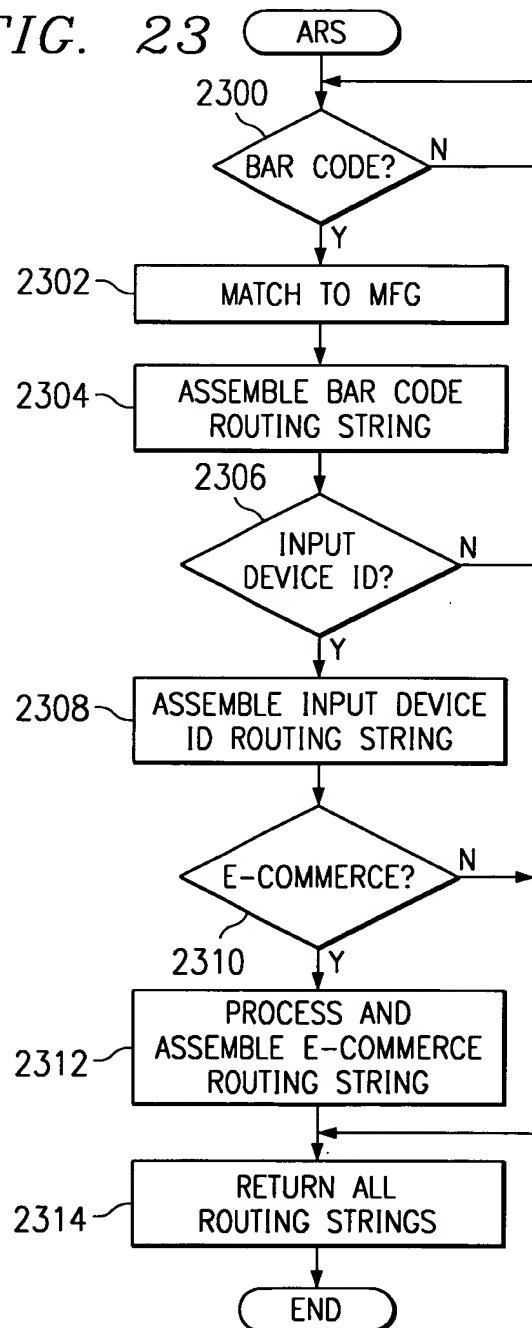 FIG. 23
ARS
2300
BAR CODE?
N
Y
2302
MATCH TO MFG
2304
ASSEMBLE BAR CODE
ROUTING STRING
2306
INPUT
DEVICE ID?
N
Y
2308
ASSEMBLE INPUT DEVICE
ID ROUTING STRING
E-COMMERCE?
N
2310
Y
2312
PROCESS AND
ASSEMBLE E-COMMERCE
ROUTING STRING
2314
RETURN ALL
ROUTING STRINGS
END